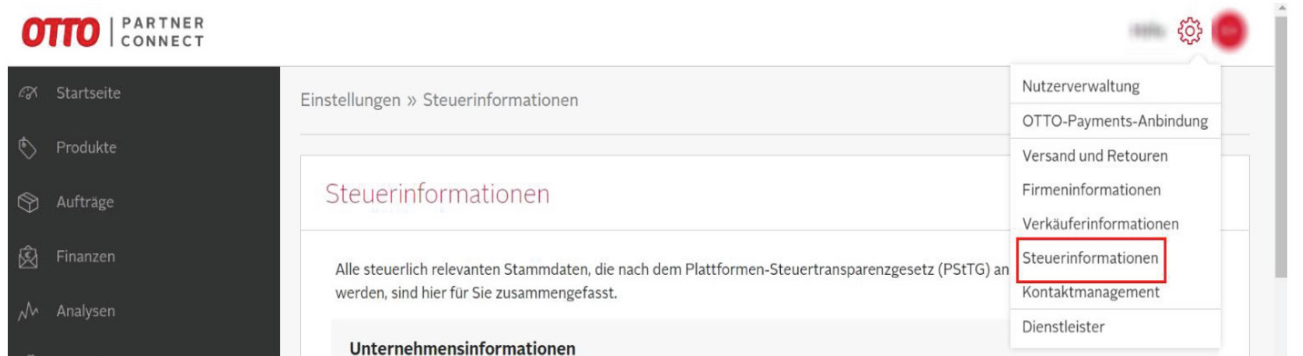 OTTO | PARTNER CONNECT
Startseite
Produkte
Aufträge
Finanzen
Analysen
Einstellungen » Steuerinformationen
Steuerinformationen
Alle steuerlich relevanten Stammdaten, die nach dem Plattformen-Steuertransparenzgesetz (PStTG) an
werden, sind hier für Sie zusammengefasst.
Unternehmensinformationen
Nutzerverwaltung
OTTO-Payments-Anbindung
Versand und Retouren
Firmeninformationen
Verkäuferinformationen
Steuerinformationen
Kontaktmanagement
Dienstleister